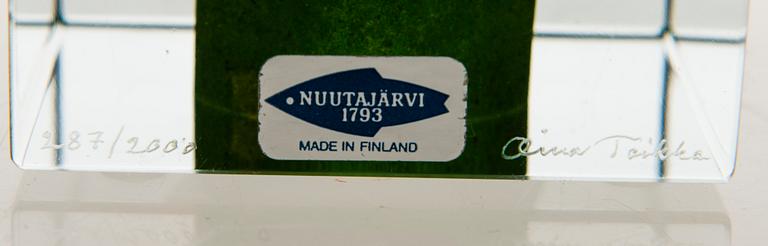 NUUTAJÄRVI
1793
MADE IN FINLAND
287/2000
Oiva Toikka